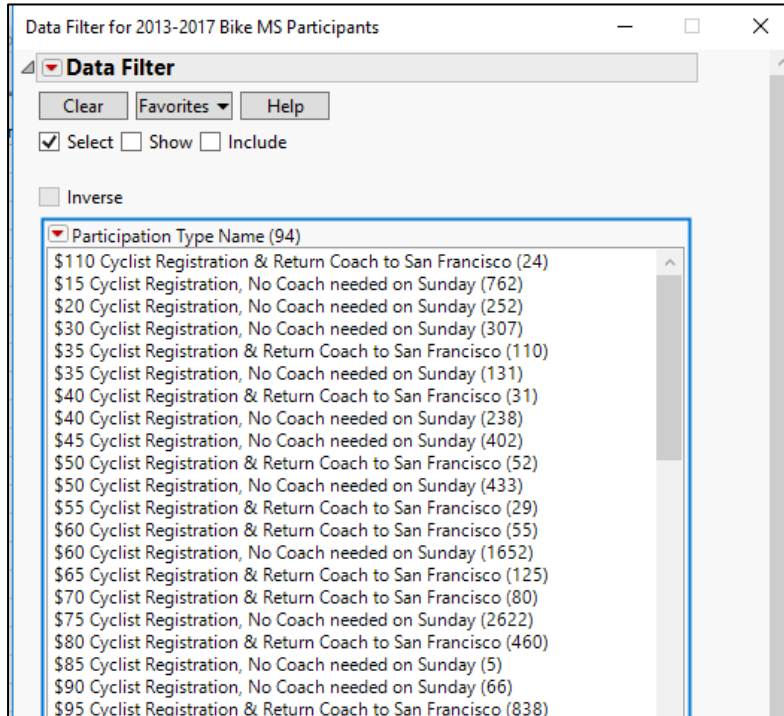 Data Filter for 2013-2017 Bike MS Participants
Data Filter
Clear Favorites Help
Select Show Include
Inverse
Participation Type Name (94)
$110 Cyclist Registration & Return Coach to San Francisco (24)
$15 Cyclist Registration, No Coach needed on Sunday (762)
$20 Cyclist Registration, No Coach needed on Sunday (252)
$30 Cyclist Registration, No Coach needed on Sunday (307)
$35 Cyclist Registration & Return Coach to San Francisco (110)
$35 Cyclist Registration, No Coach needed on Sunday (131)
$40 Cyclist Registration & Return Coach to San Francisco (31)
$40 Cyclist Registration, No Coach needed on Sunday (238)
$45 Cyclist Registration, No Coach needed on Sunday (402)
$50 Cyclist Registration & Return Coach to San Francisco (52)
$50 Cyclist Registration, No Coach needed on Sunday (433)
$55 Cyclist Registration & Return Coach to San Francisco (29)
$60 Cyclist Registration & Return Coach to San Francisco (55)
$60 Cyclist Registration, No Coach needed on Sunday (1652)
$65 Cyclist Registration & Return Coach to San Francisco (125)
$70 Cyclist Registration & Return Coach to San Francisco (80)
$75 Cyclist Registration, No Coach needed on Sunday (2622)
$80 Cyclist Registration & Return Coach to San Francisco (460)
$85 Cyclist Registration, No Coach needed on Sunday (5)
$90 Cyclist Registration, No Coach needed on Sunday (66)
$95 Cyclist Registration & Return Coach to San Francisco (838)